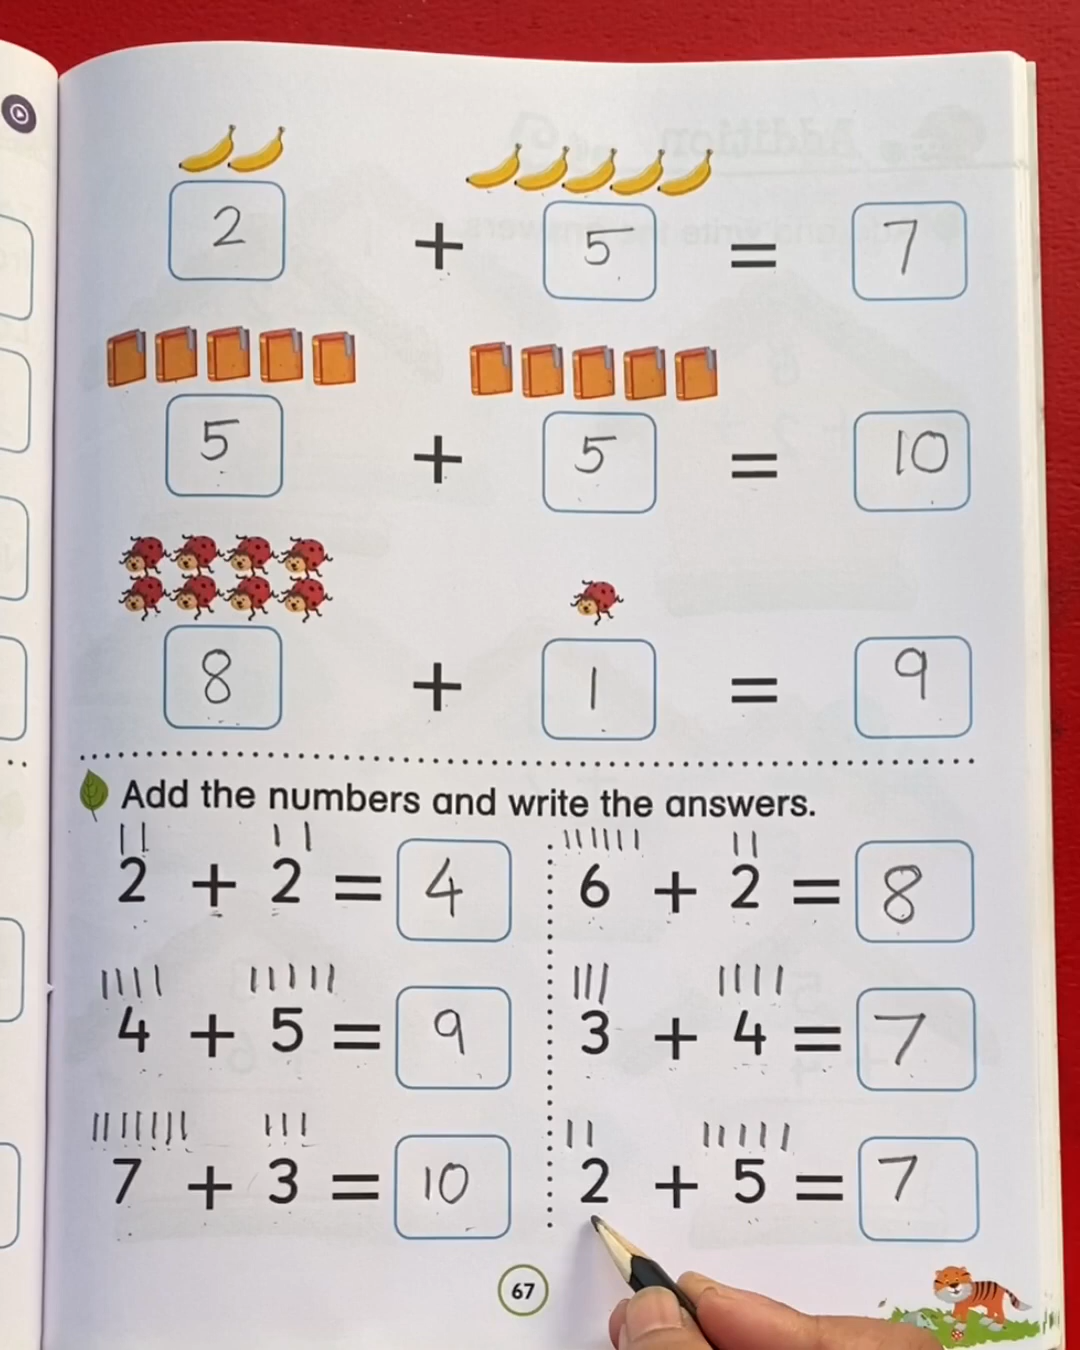 2 + 5 = 7
5 + 5 = 10
8 + 1 = 9
Add the numbers and write the answers.
2 + 2 = 4
6 + 2 = 8
4 + 5 = 9
3 + 4 = 7
7 + 3 = 10
2 + 5 = 7
67